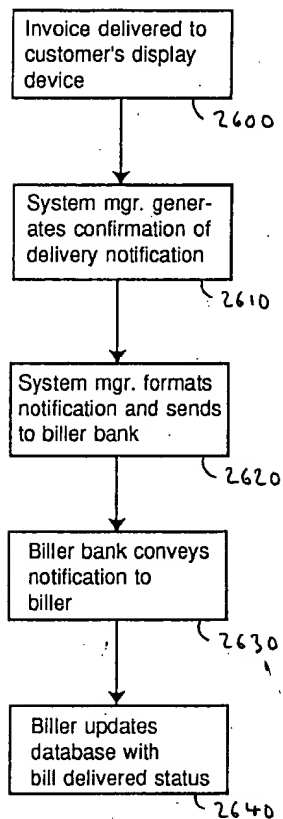 Invoice delivered to
customer's display
device
2600
System mgr. gener-
ates confirmation of
delivery notification
2610
System mgr. formats
notification and sends
to biller bank
2620
Biller bank conveys
notification to
biller
2630
Biller updates
database with
bill delivered status
2640